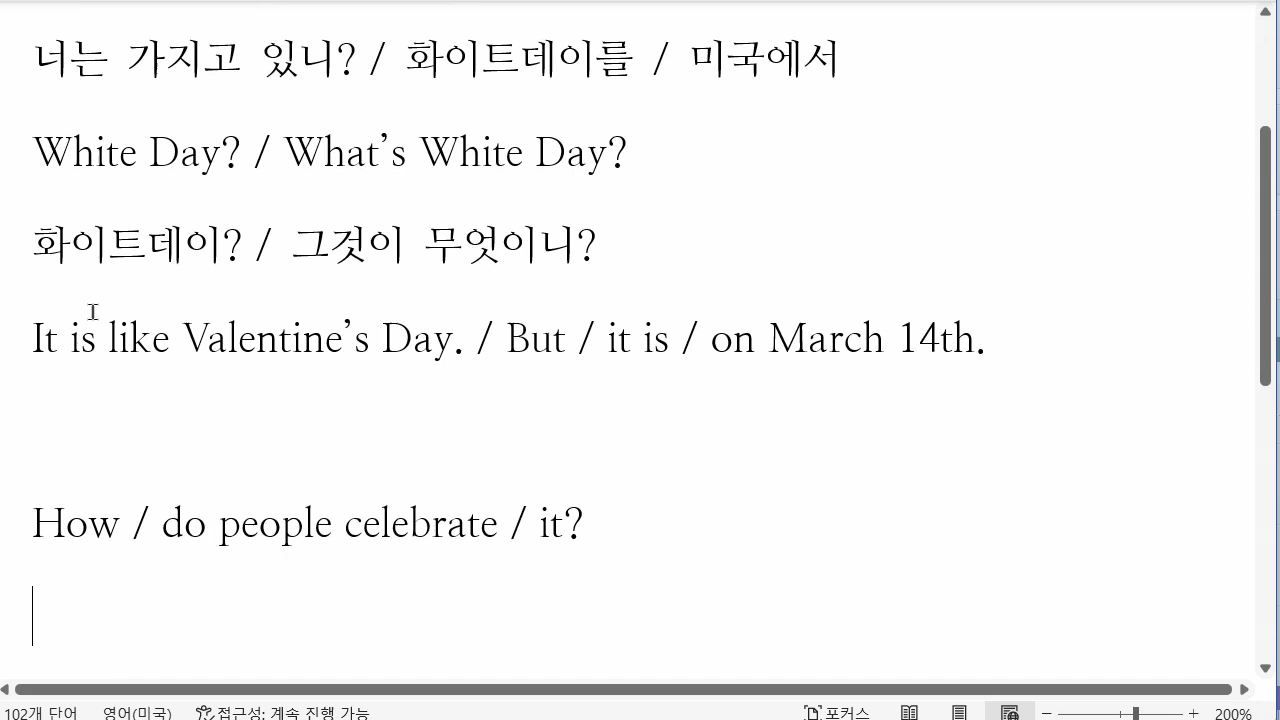 너는 가지고 있니? / 화이트데이를 / 미국에서
White Day? / What’s White Day?
화이트데이? / 그것이 무엇이니?
It is like Valentine’s Day. / But / it is / on March 14th.
How / do people celebrate / it?
102개 단어 영어(미국) 접근성: 계속 진행 가능 포커스 200%